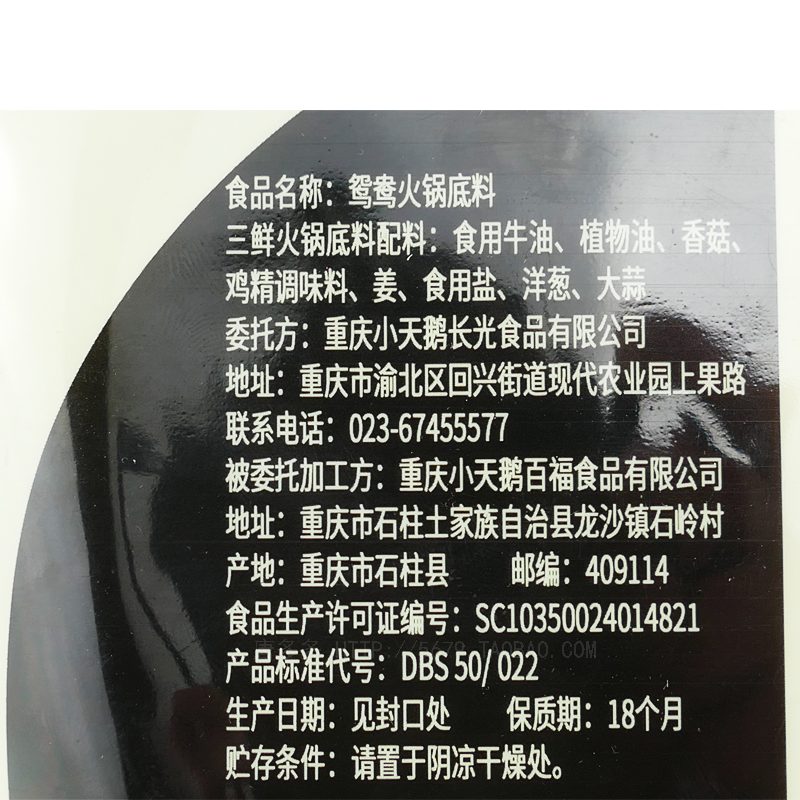 食品名称：鸳鸯火锅底料
三鲜火锅底料配料：食用牛油、植物油、香菇、
鸡精调味料、姜、食用盐、洋葱、大蒜
委托方：重庆小天鹅长光食品有限公司
地址：重庆市渝北区回兴街道现代农业园上果路
联系电话：023-67455577
被委托加工方：重庆小天鹅百福食品有限公司
地址：重庆市石柱土家族自治县龙沙镇石岭村
产地：重庆市石柱县 邮编：409114
食品生产许可证编号：SC10350024014821
HTTP://5678.TAOBAO.COM
产品标准代号：DBS 50/ 022
生产日期：见封口处 保质期：18个月
贮存条件：请置于阴凉干燥处。